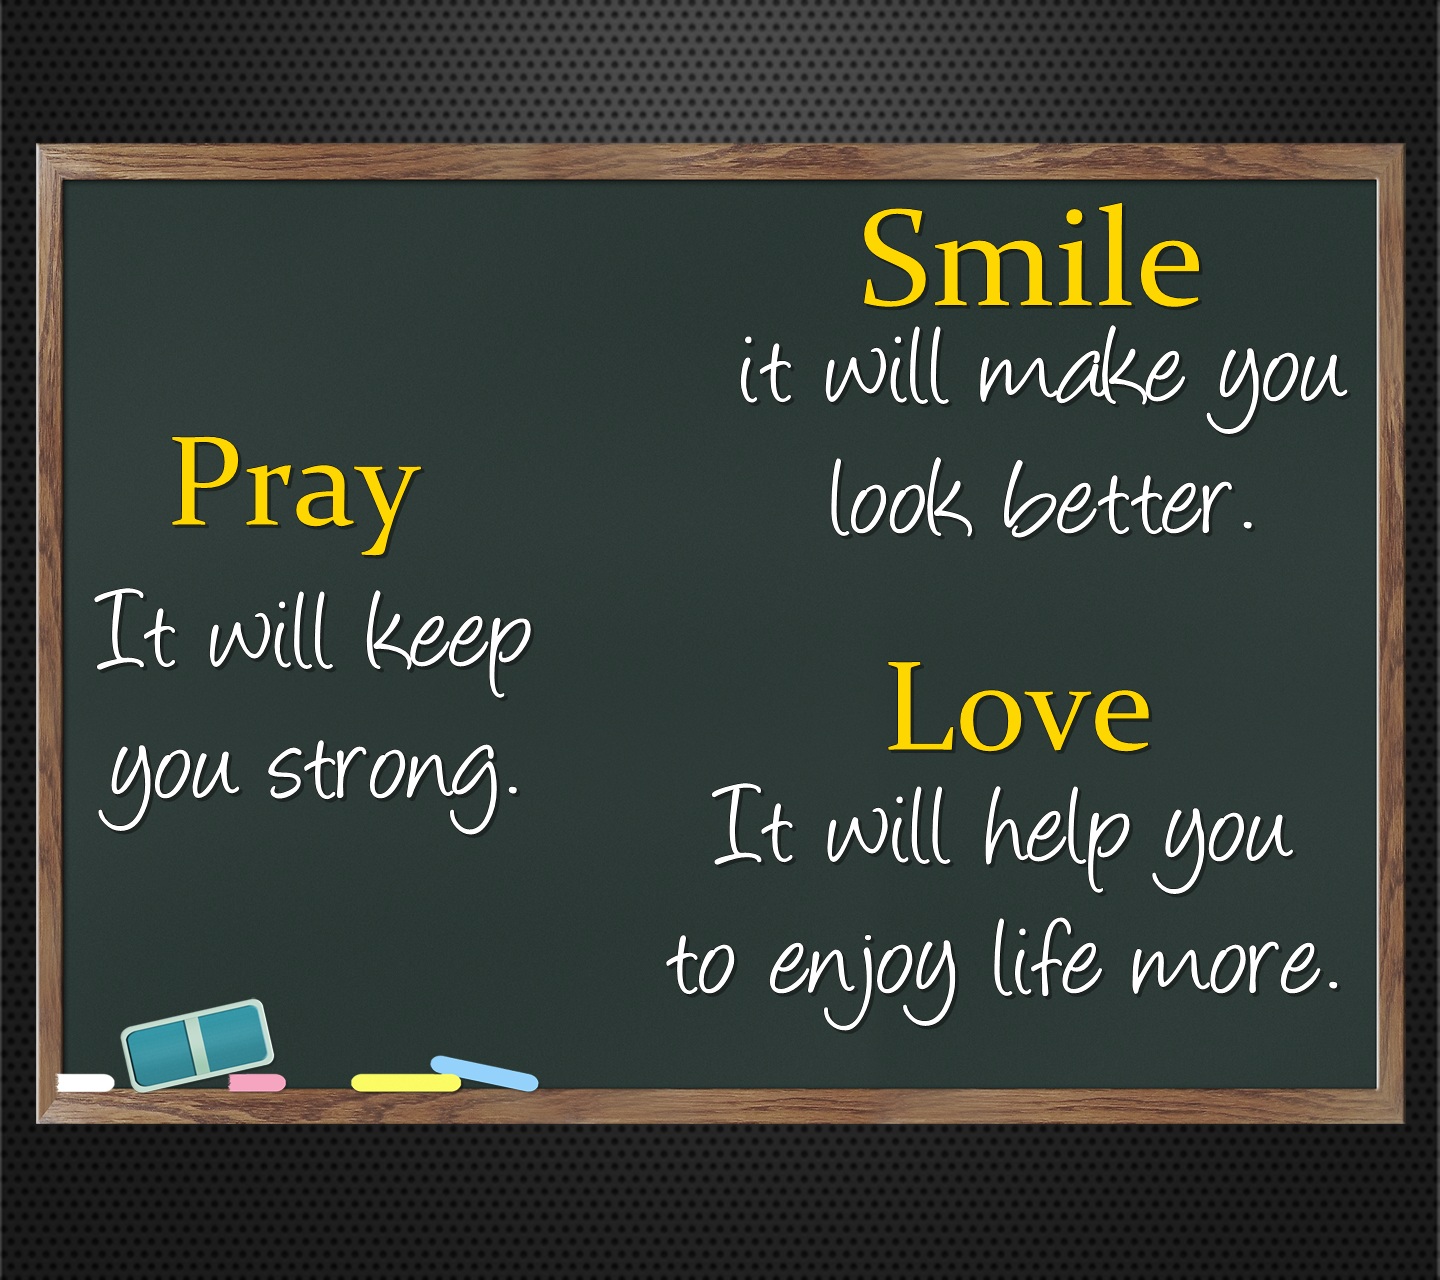 Smile
it will make you
look better.
Pray
It will keep
you strong.
Love
It will help you
to enjoy life more.